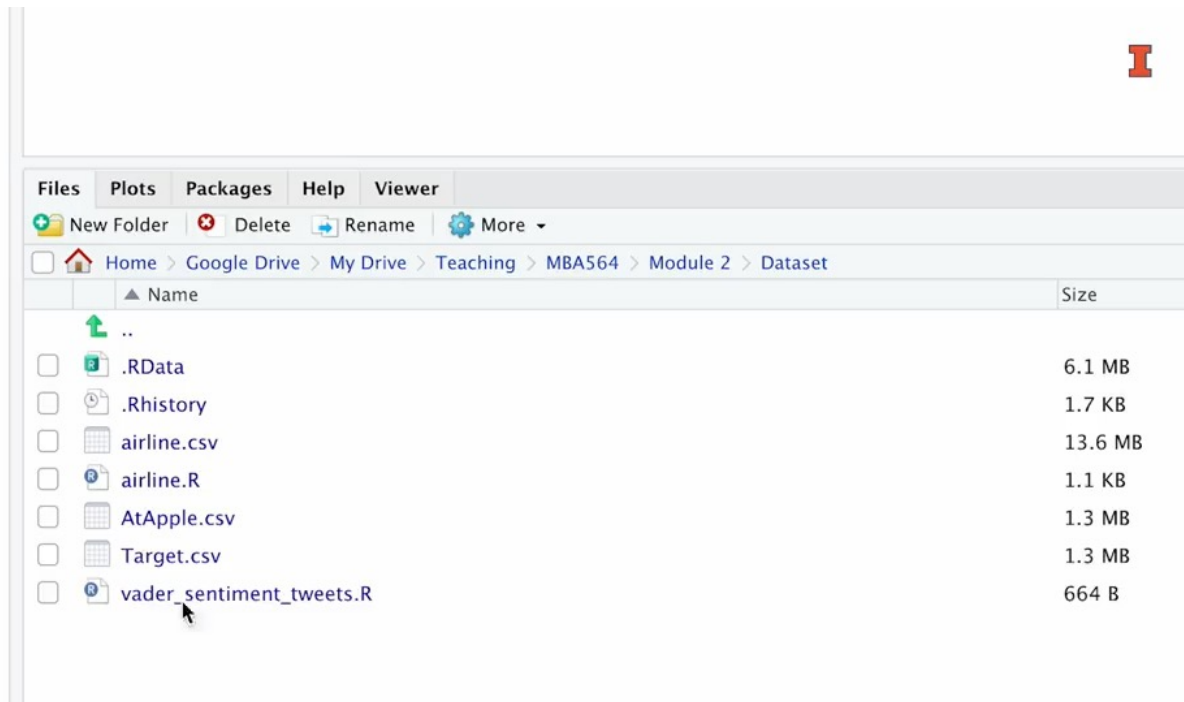 I
Files Plots Packages Help Viewer
New Folder Delete Rename More
Home > Google Drive > My Drive > Teaching > MBA564 > Module 2 > Dataset
Name Size
..
.RData 6.1 MB
.Rhistory 1.7 KB
airline.csv 13.6 MB
airline.R 1.1 KB
AtApple.csv 1.3 MB
Target.csv 1.3 MB
vader_sentiment_tweets.R 664 B